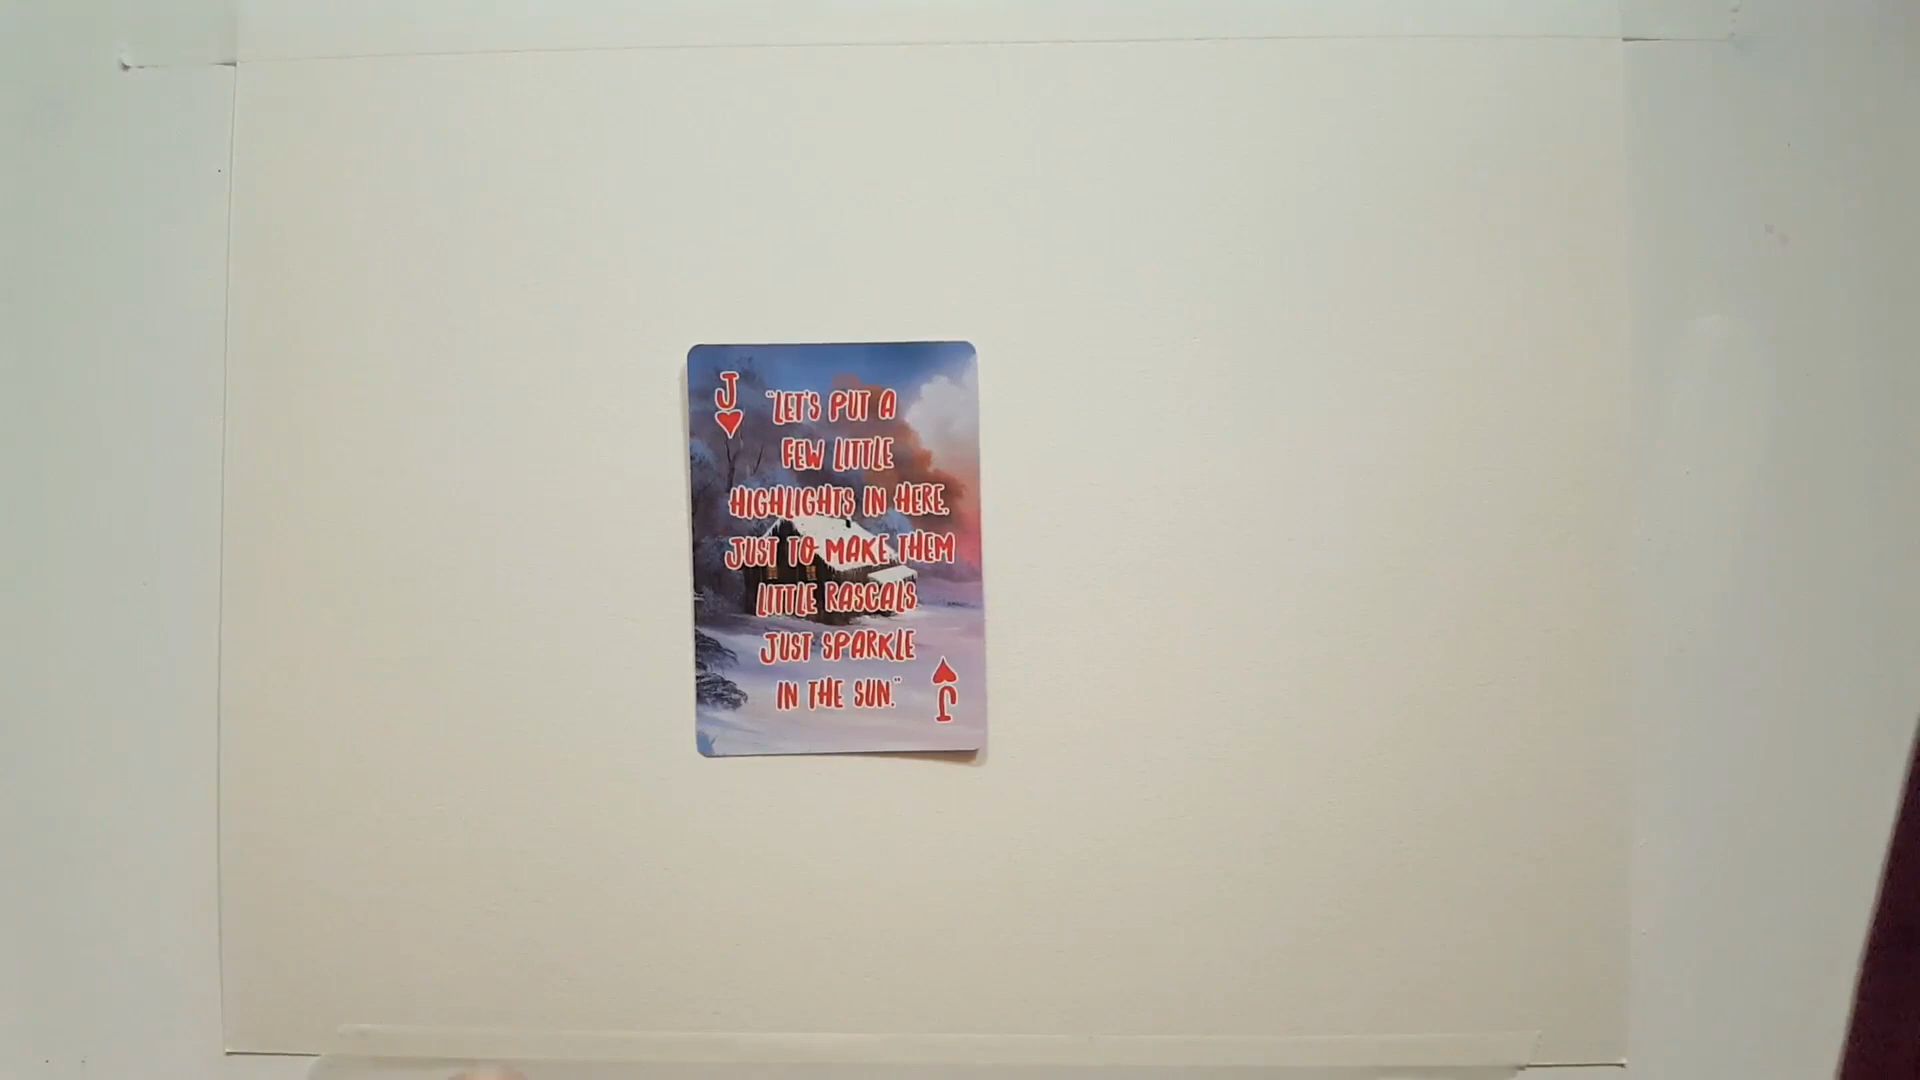 J
"LET'S PUT A
FEW LITTLE
HIGHLIGHTS IN HERE.
JUST TO MAKE THEM
LITTLE RASCALS
JUST SPARKLE
IN THE SUN."
J